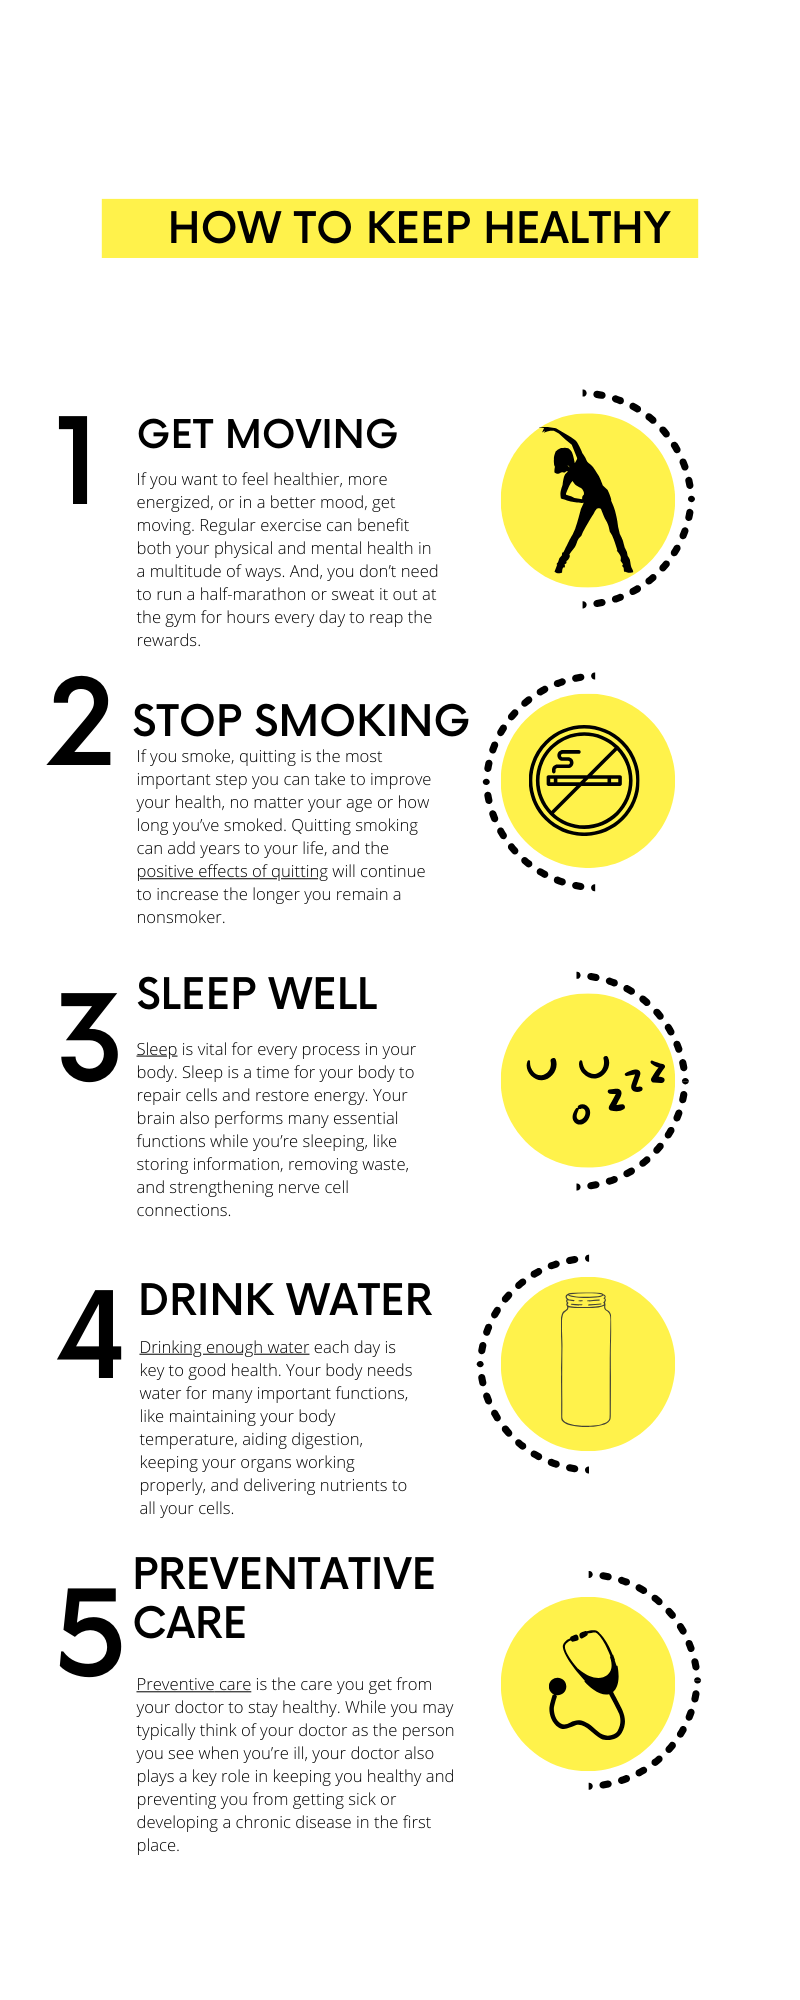 HOW TO KEEP HEALTHY
1
GET MOVING
If you want to feel healthier, more
energized, or in a better mood, get
moving. Regular exercise can benefit
both your physical and mental health in
a multitude of ways. And, you don’t need
to run a half-marathon or sweat it out at
the gym for hours every day to reap the
rewards.
2
STOP SMOKING
If you smoke, quitting is the most
important step you can take to improve
your health, no matter your age or how
long you’ve smoked. Quitting smoking
can add years to your life, and the
positive effects of quitting will continue
to increase the longer you remain a
nonsmoker.
3
SLEEP WELL
Sleep is vital for every process in your
body. Sleep is a time for your body to
repair cells and restore energy. Your
brain also performs many essential
functions while you’re sleeping, like
storing information, removing waste,
and strengthening nerve cell
connections.
z z z
4
DRINK WATER
Drinking enough water each day is
key to good health. Your body needs
water for many important functions,
like maintaining your body
temperature, aiding digestion,
keeping your organs working
properly, and delivering nutrients to
all your cells.
5
PREVENTATIVE
CARE
Preventive care is the care you get from
your doctor to stay healthy. While you may
typically think of your doctor as the person
you see when you’re ill, your doctor also
plays a key role in keeping you healthy and
preventing you from getting sick or
developing a chronic disease in the first
place.